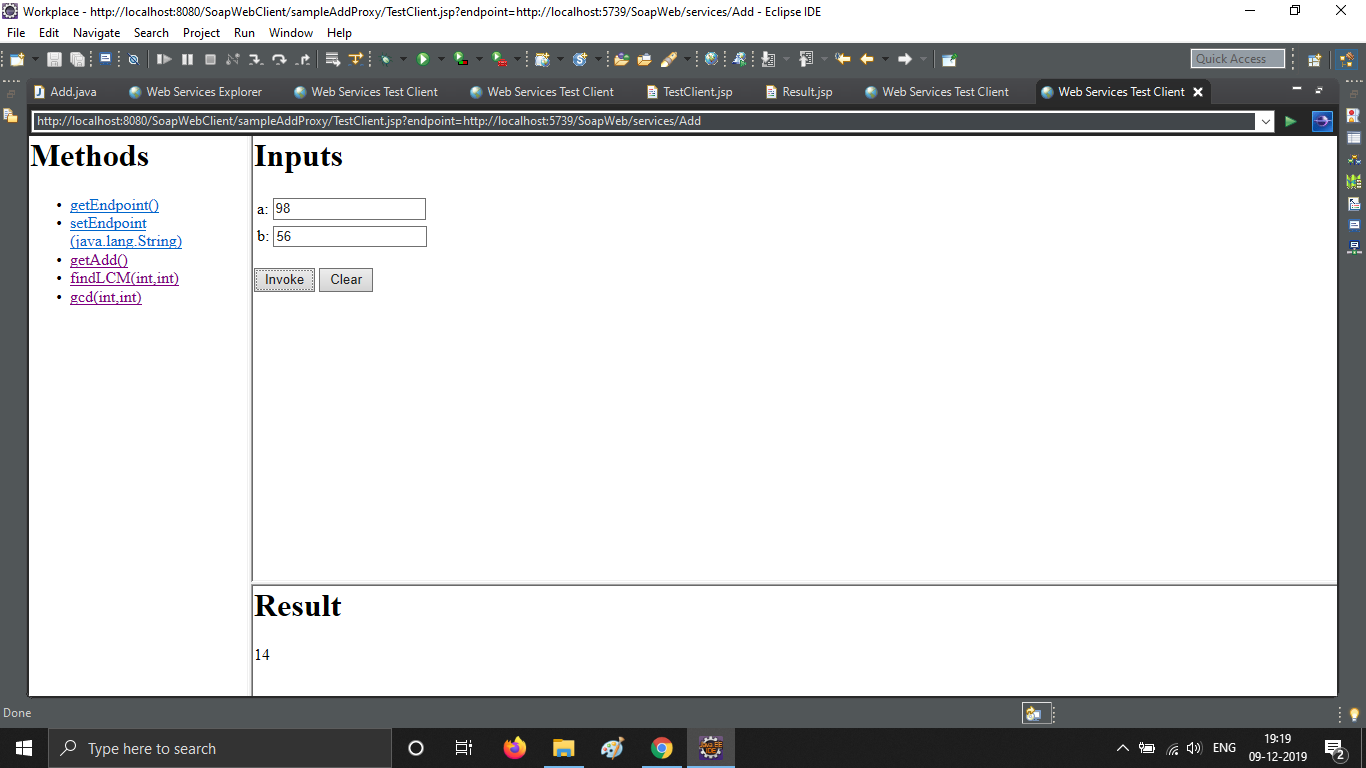 Workplace - http://localhost:8080/SoapWebClient/sampleAddProxy/TestClient.jsp?endpoint=http://localhost:5739/SoapWeb/services/Add - Eclipse IDE
File Edit Navigate Search Project Run Window Help
Quick Access
Add.java Web Services Explorer Web Services Test Client Web Services Test Client TestClient.jsp Result.jsp Web Services Test Client Web Services Test Client
http://localhost:8080/SoapWebClient/sampleAddProxy/TestClient.jsp?endpoint=http://localhost:5739/SoapWeb/services/Add
Methods
getEndpoint()
setEndpoint
(java.lang.String)
getAdd()
findLCM(int,int)
gcd(int,int)
Inputs
a: 98
b: 56
Invoke Clear
Result
14
Done
Type here to search
ENG
19:19
09-12-2019
2